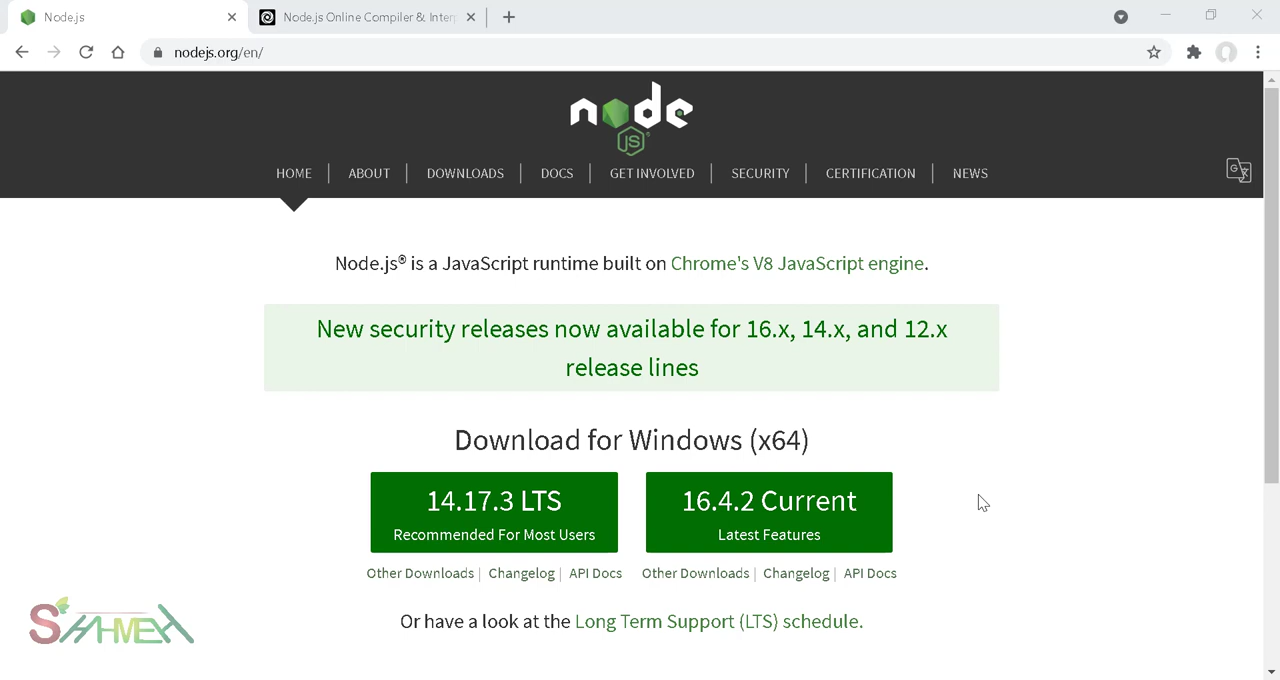 Node.js
Node.js Online Compiler & Inter
nodejs.org/en/
node
JS
HOME
ABOUT
DOWNLOADS
DOCS
GET INVOLVED
SECURITY
CERTIFICATION
NEWS
Node.js® is a JavaScript runtime built on Chrome's V8 JavaScript engine.
New security releases now available for 16.x, 14.x, and 12.x
release lines
Download for Windows (x64)
14.17.3 LTS
Recommended For Most Users
16.4.2 Current
Latest Features
Other Downloads | Changelog | API Docs
Other Downloads | Changelog | API Docs
Or have a look at the Long Term Support (LTS) schedule.